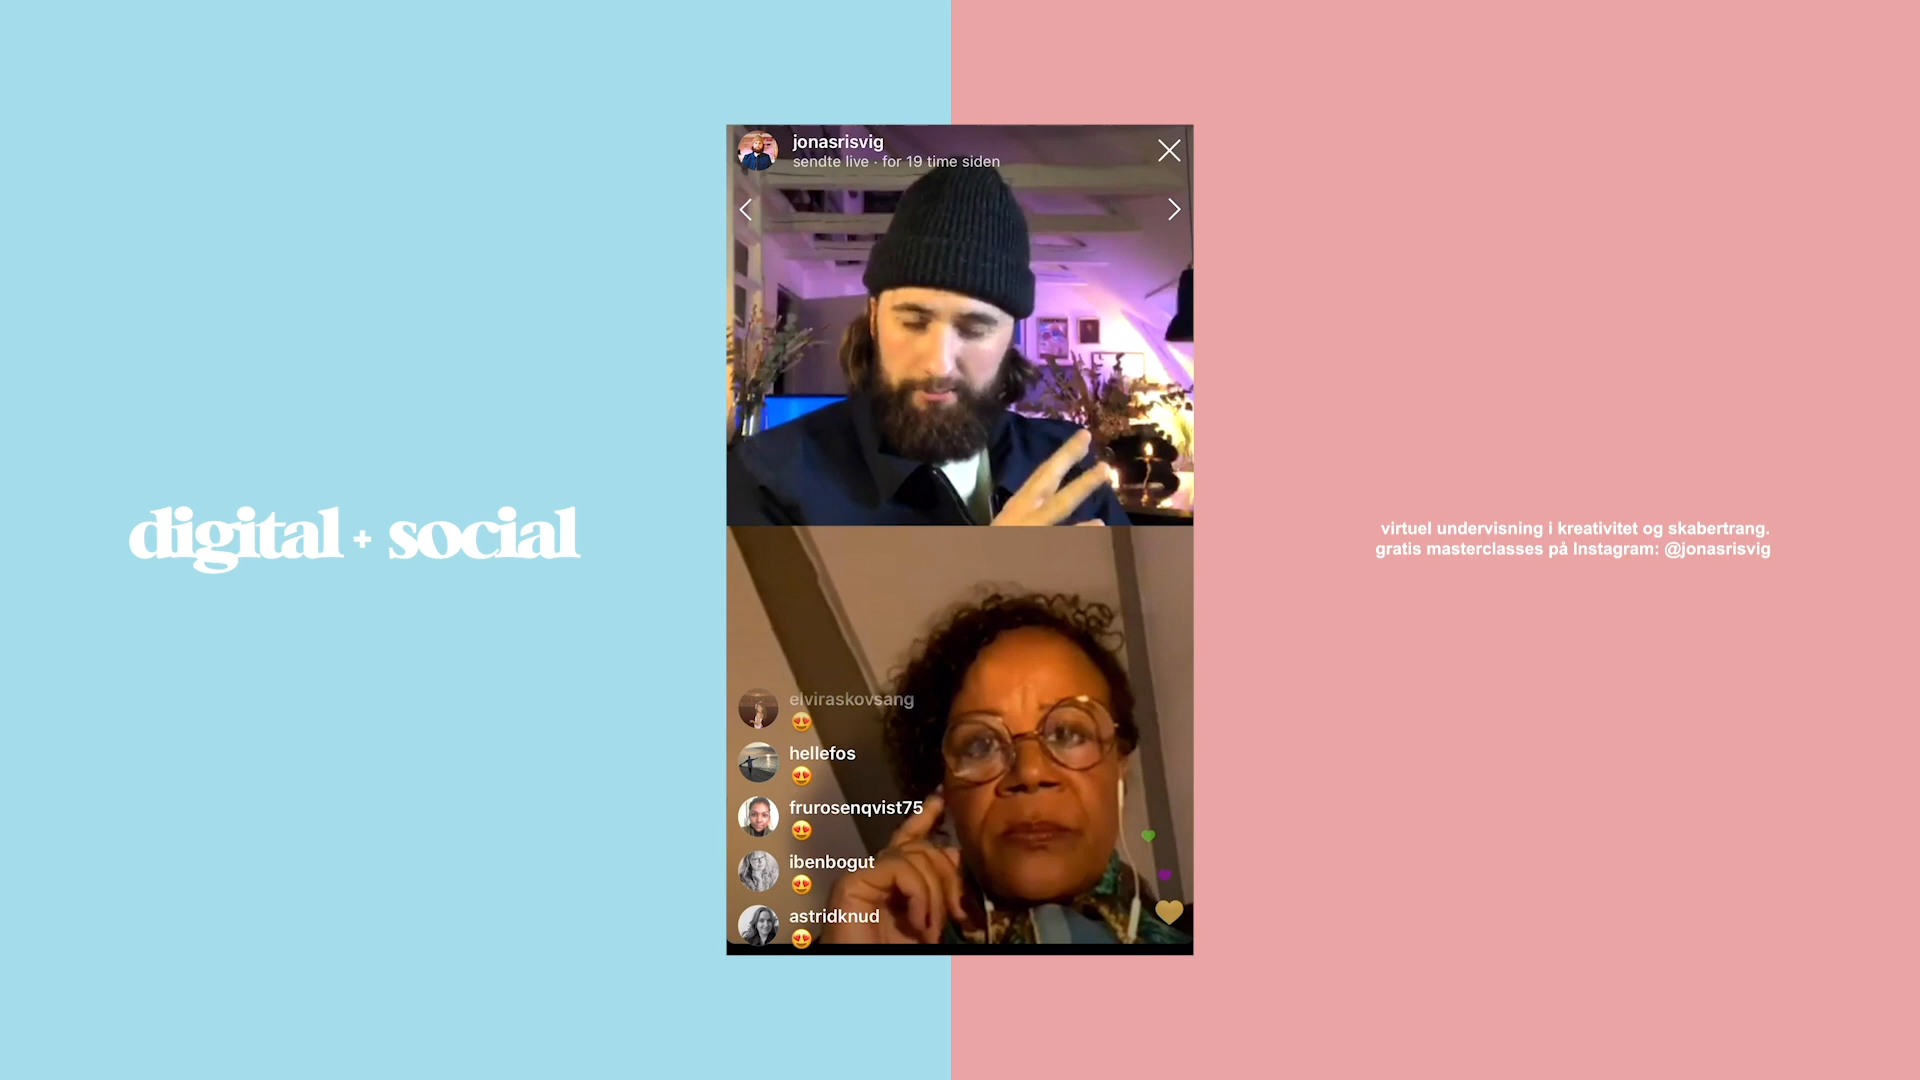 jonasrisvig
sendte live · for 19 time siden
digital + social
virtuel undervisning i kreativitet og skabertrang.
gratis masterclasses på Instagram: @jonasrisvig
elviraskovsang
😍
hellefos
😍
frurosenqvist75
😍
ibenbogut
😍
astridknud
😍